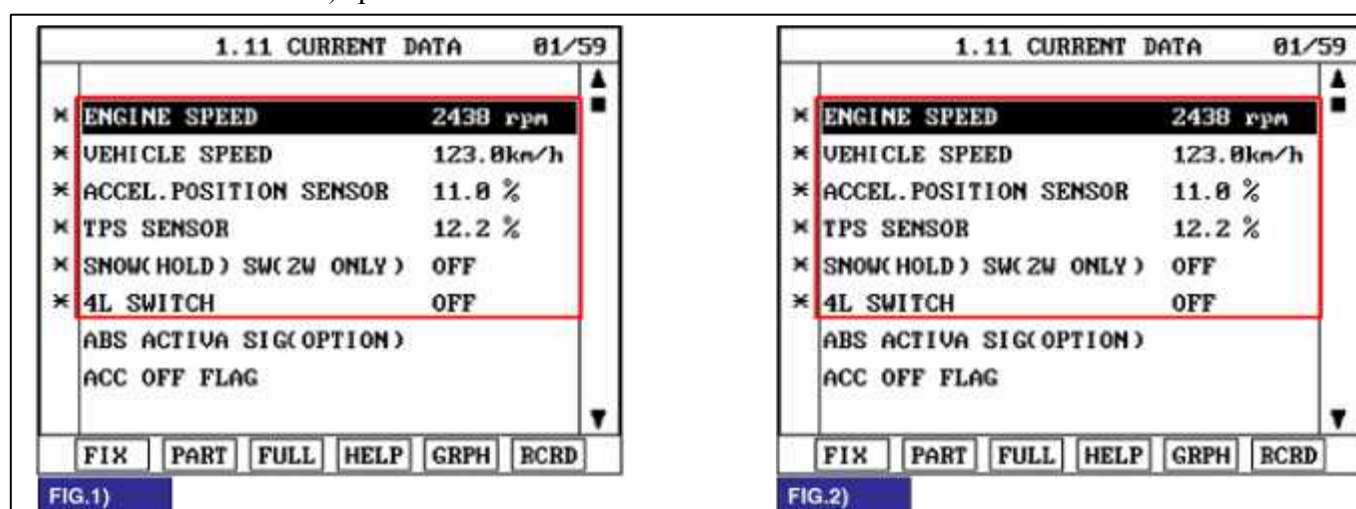 1.11 CURRENT DATA 01/59
* ENGINE SPEED 2438 rpm
* VEHICLE SPEED 123.0km/h
* ACCEL.POSITION SENSOR 11.0 %
* TPS SENSOR 12.2 %
* SNOW(HOLD) SW(2W ONLY) OFF
* 4L SWITCH OFF
ABS ACTIVA SIG(OPTION)
ACC OFF FLAG
FIX PART FULL HELP GRPH RCRD
FIG.1)
1.11 CURRENT DATA 01/59
* ENGINE SPEED 2438 rpm
* VEHICLE SPEED 123.0km/h
* ACCEL.POSITION SENSOR 11.0 %
* TPS SENSOR 12.2 %
* SNOW(HOLD) SW(2W ONLY) OFF
* 4L SWITCH OFF
ABS ACTIVA SIG(OPTION)
ACC OFF FLAG
FIX PART FULL HELP GRPH RCRD
FIG.2)